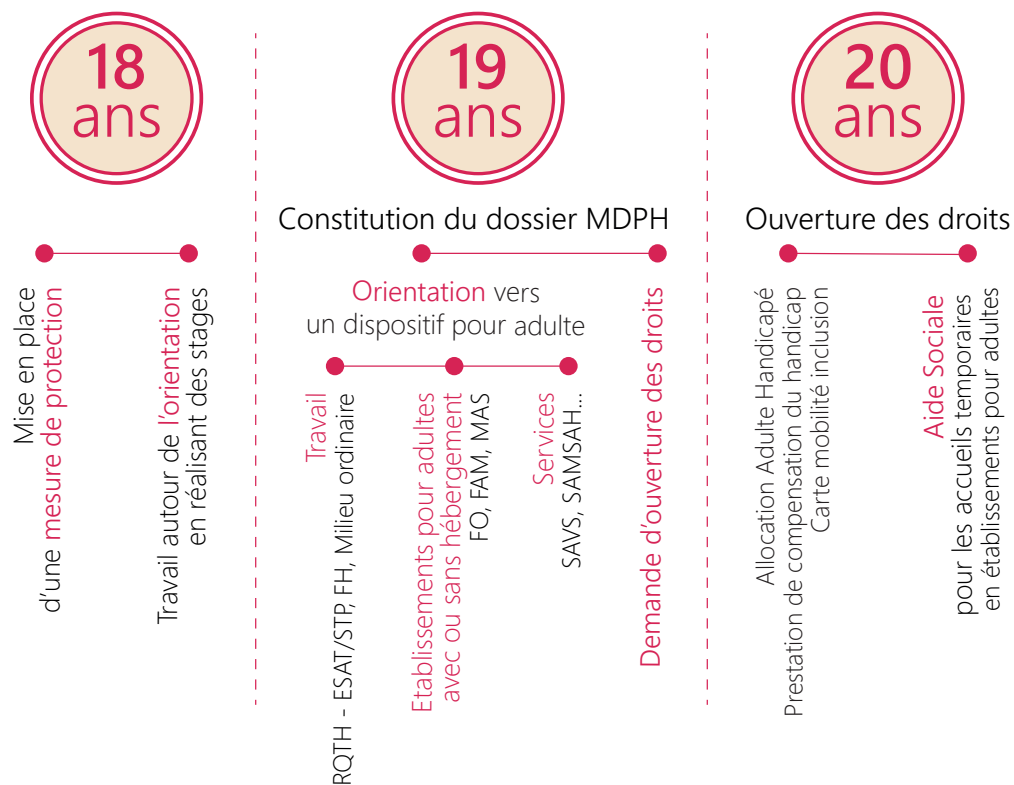 18
ans
Mise en place
d'une mesure de protection
Travail autour de l'orientation
en réalisant des stages
19
ans
Constitution du dossier MDPH
Orientation vers
un dispositif pour adulte
Travail
RQTH - ESAT/STP, FH, Milieu ordinaire
Etablissements pour adultes
avec ou sans hébergement
FO, FAM, MAS
Services
SAVS, SAMSAH...
Demande d'ouverture des droits
20
ans
Ouverture des droits
Allocation Adulte Handicapé
Prestation de compensation du handicap
Carte mobilité inclusion
Aide Sociale
pour les accueils temporaires
en établissements pour adultes